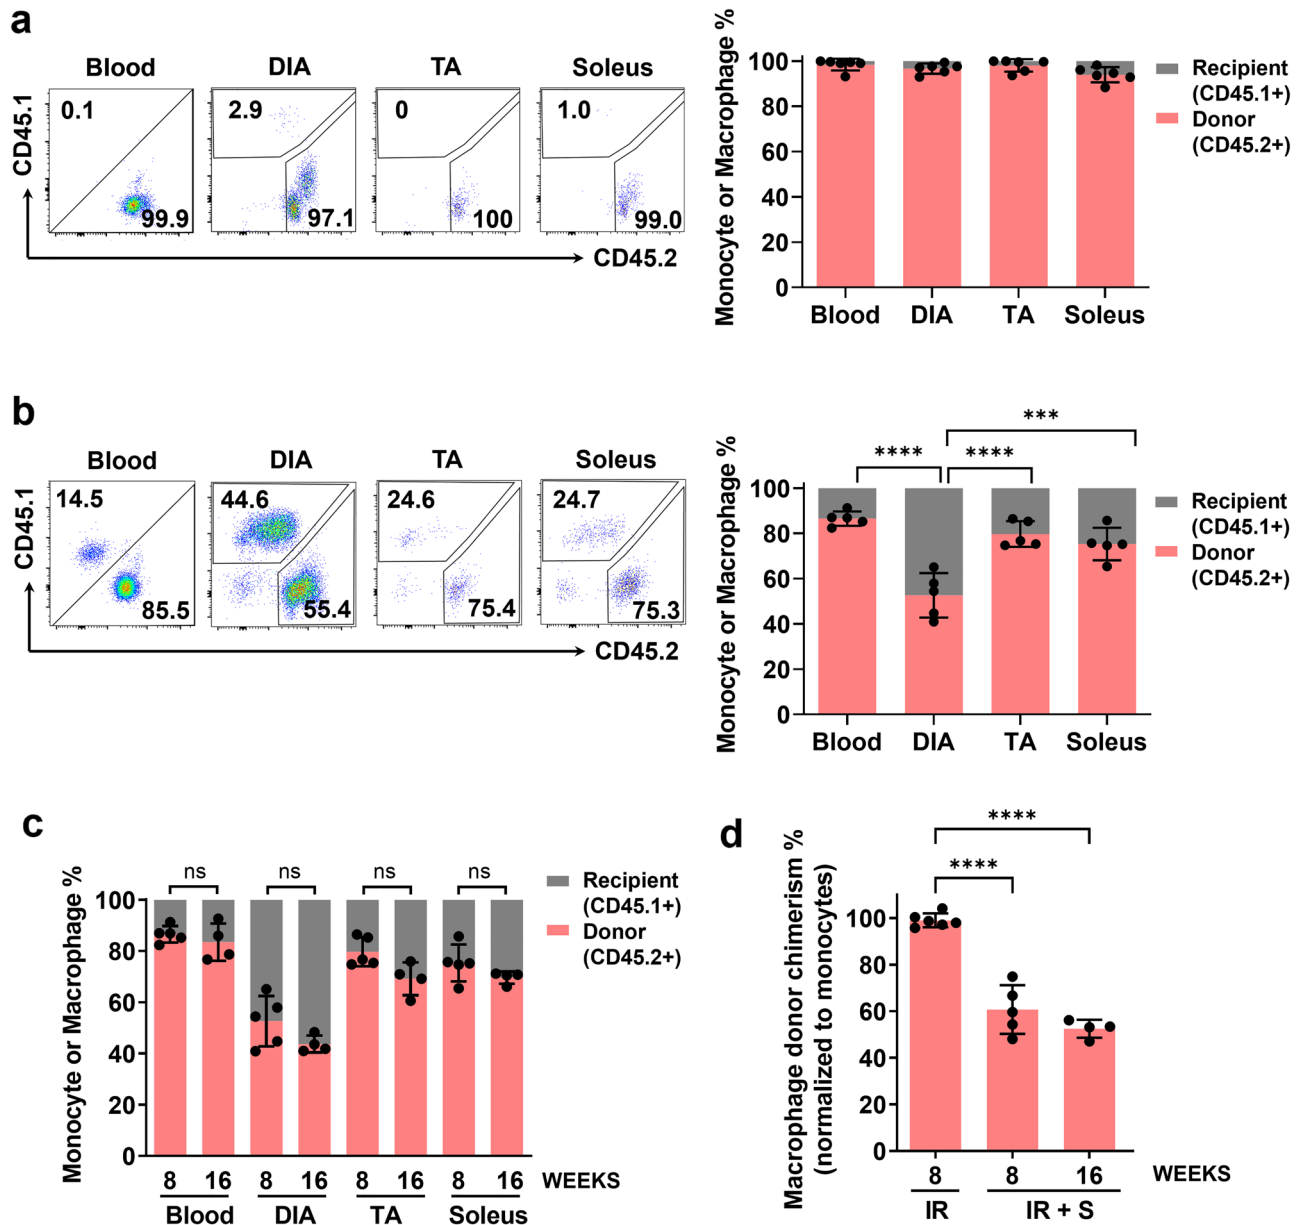 a
Blood
DIA
TA
Soleus
CD45.1
0.1
99.9
2.9
97.1
0
100
1.0
99.0
CD45.2
Monocyte or Macrophage %
100
80
60
40
20
0
Blood
DIA
TA
Soleus
Recipient
(CD45.1+)
Donor
(CD45.2+)
b
Blood
DIA
TA
Soleus
CD45.1
14.5
85.5
44.6
55.4
24.6
75.4
24.7
75.3
CD45.2
Monocyte or Macrophage %
100
80
60
40
20
0
****
****
***
Blood
DIA
TA
Soleus
Recipient
(CD45.1+)
Donor
(CD45.2+)
c
Monocyte or Macrophage %
100
80
60
40
20
0
ns
ns
ns
ns
8 16 8 16 8 16 8 16 WEEKS
Blood
DIA
TA
Soleus
Recipient
(CD45.1+)
Donor
(CD45.2+)
d
Macrophage donor chimerism %
(normalized to monocytes)
100
80
60
40
20
0
****
****
8 8 16 WEEKS
IR
IR + S